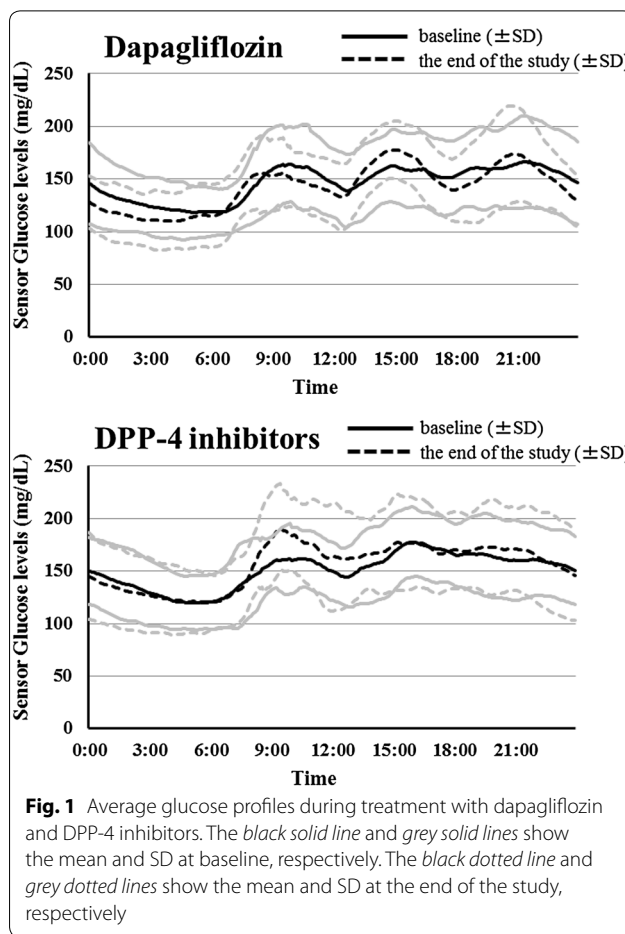 Dapagliflozin
baseline (±SD)
the end of the study (±SD)
Sensor Glucose levels (mg/dL)
250
200
150
100
50
0
0:00 3:00 6:00 9:00 12:00 15:00 18:00 21:00
Time
DPP-4 inhibitors
baseline (±SD)
the end of the study (±SD)
Sensor Glucose levels (mg/dL)
250
200
150
100
50
0
0:00 3:00 6:00 9:00 12:00 15:00 18:00 21:00
Time
Fig. 1 Average glucose profiles during treatment with dapagliflozin
and DPP-4 inhibitors. The black solid line and grey solid lines show
the mean and SD at baseline, respectively. The black dotted line and
grey dotted lines show the mean and SD at the end of the study,
respectively